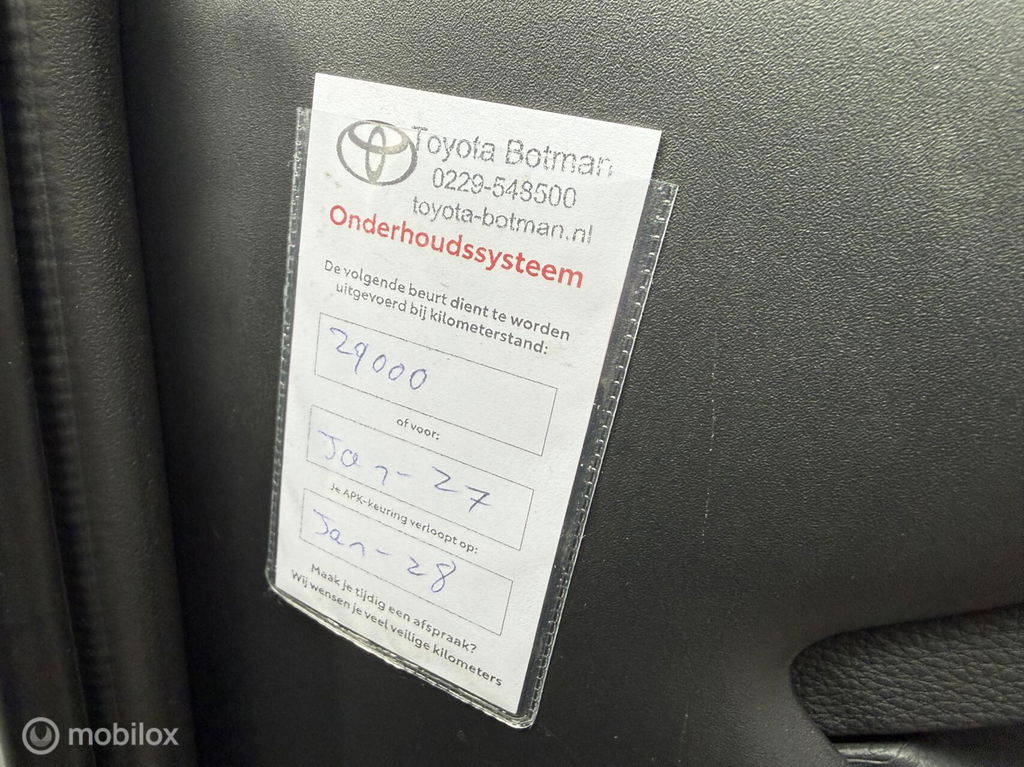 Toyota Botman
0229-548500
toyota-botman.nl
Onderhoudssysteem
De volgende beurt dient te worden
uitgevoerd bij kilometerstand:
29000
of voor:
Jan-27
Je APK-keuring verloopt op:
Jan-28
Maak je tijdig een afspraak?
Wij wensen je veel veilige kilometers
mobilox